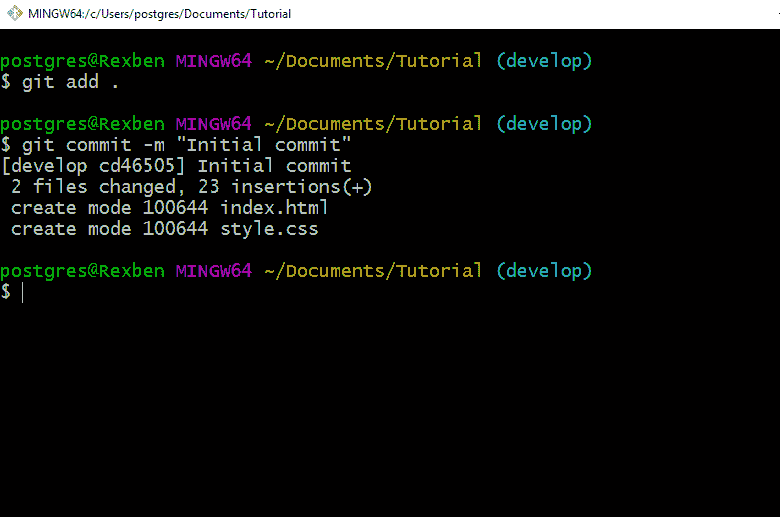 MINGW64:/c/Users/postgres/Documents/Tutorial
postgres@Rexben MINGW64 ~/Documents/Tutorial (develop)
$ git add .
postgres@Rexben MINGW64 ~/Documents/Tutorial (develop)
$ git commit -m "Initial commit"
[develop cd46505] Initial commit
 2 files changed, 23 insertions(+)
 create mode 100644 index.html
 create mode 100644 style.css
postgres@Rexben MINGW64 ~/Documents/Tutorial (develop)
$